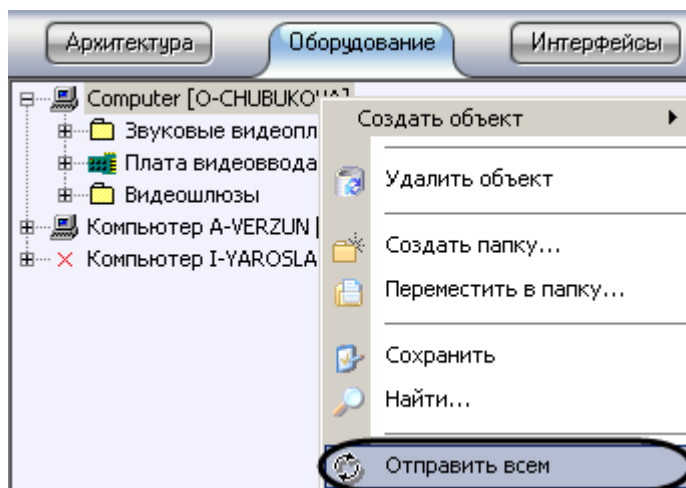 Архитектура Оборудование Интерфейсы
Computer [O-CHUBUKOVA]
Звуковые видеопл
Плата видеоввода
Видеошлюзы
Компьютер A-VERZUN [
Компьютер I-YAROSLA
Создать объект
Удалить объект
Создать папку...
Переместить в папку...
Сохранить
Найти...
Отправить всем